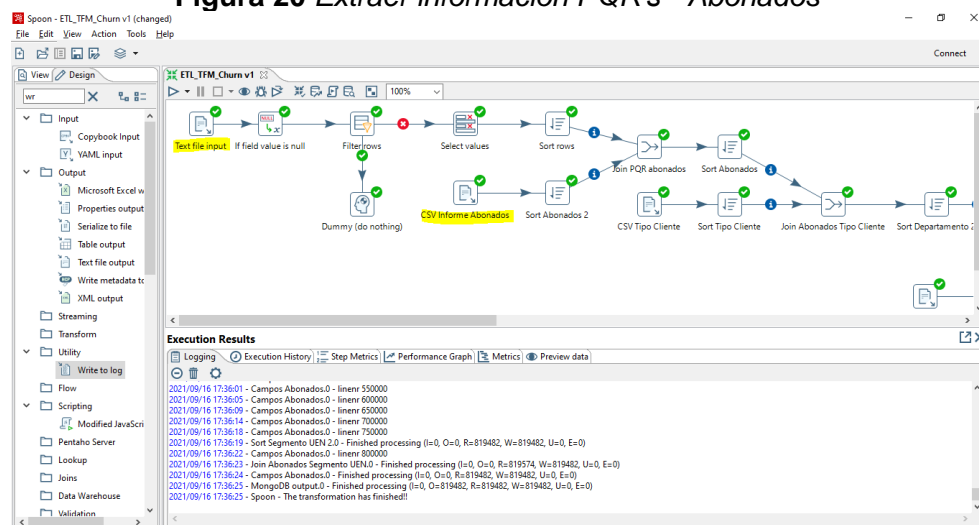 Figura 20 Extraer información PQR's - Abonados
Spoon - ETL_TFM_Churn v1 (changed)
File Edit View Action Tools Help
Connect
View Design
wr
Input
Copybook Input
YAML input
Output
Microsoft Excel w
Properties output
Serialize to file
Table output
Text file output
Write metadata to
XML output
Streaming
Transform
Utility
Write to log
Flow
Scripting
Modified JavaScri
Pentaho Server
Lookup
Joins
Data Warehouse
Validation
ETL_TFM_Churn v1
100%
Text file input If field value is null Filter rows Select values Sort rows
Join PQR abonados Sort Abonados
Dummy (do nothing) CSV Informe Abonados Sort Abonados 2 CSV Tipo Cliente Sort Tipo Cliente Join Abonados Tipo Cliente Sort Departamento 2
Execution Results
Logging Execution History Step Metrics Performance Graph Metrics Preview data
2021/09/16 17:36:01 - Campos Abonados.0 - linenr 550000
2021/09/16 17:36:05 - Campos Abonados.0 - linenr 600000
2021/09/16 17:36:09 - Campos Abonados.0 - linenr 650000
2021/09/16 17:36:14 - Campos Abonados.0 - linenr 700000
2021/09/16 17:36:18 - Campos Abonados.0 - linenr 750000
2021/09/16 17:36:19 - Sort Segmento UEN 2.0 - Finished processing (I=0, O=0, R=819482, W=819482, U=0, E=0)
2021/09/16 17:36:22 - Campos Abonados.0 - linenr 800000
2021/09/16 17:36:23 - Join Abonados Segmento UEN.0 - Finished processing (I=0, O=0, R=819574, W=819482, U=0, E=0)
2021/09/16 17:36:24 - Campos Abonados.0 - Finished processing (I=0, O=0, R=819482, W=819482, U=0, E=0)
2021/09/16 17:36:25 - MongoDB output.0 - Finished processing (I=0, O=819482, R=819482, W=819482, U=0, E=0)
2021/09/16 17:36:25 - Spoon - The transformation has finished!!